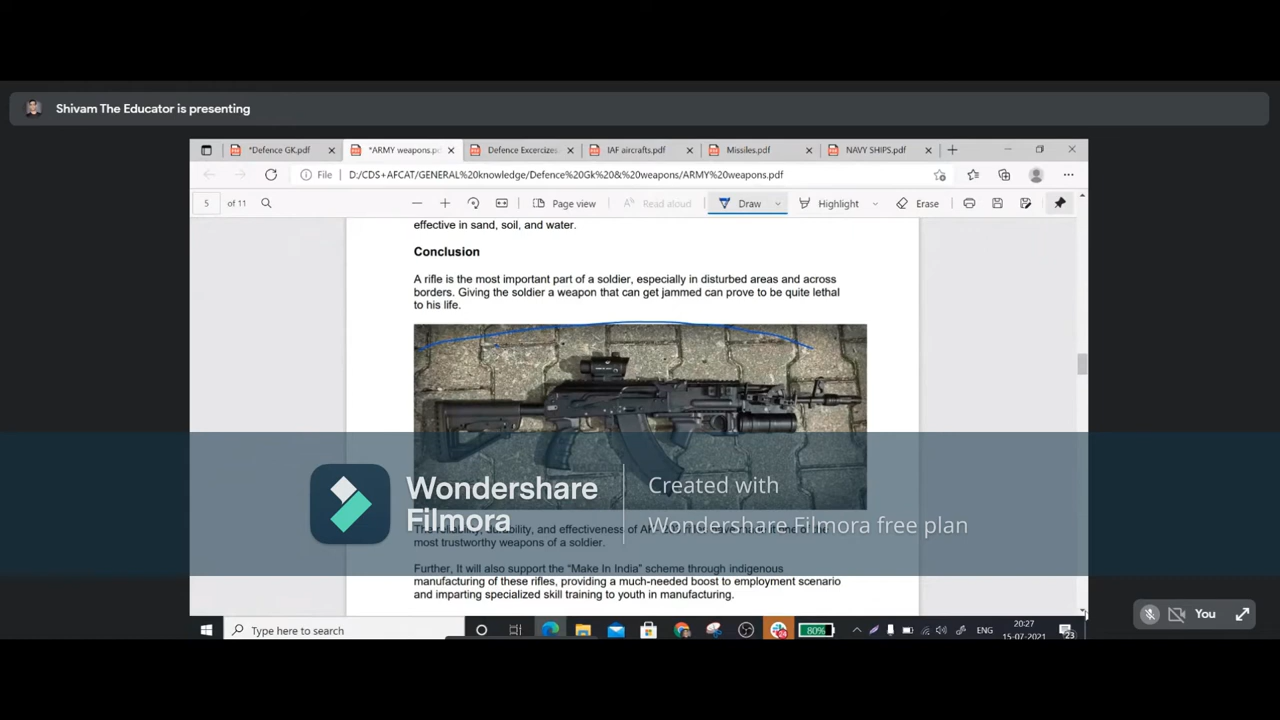 Shivam The Educator is presenting
*Defence GK.pdf
*ARMY weapons.pd
Defence Excercizes
IAF aircrafts.pdf
Missiles.pdf
NAVY SHIPS.pdf
File D:/CDS+AFCAT/GENERAL%20knowledge/Defence%20Gk%20&%20weapons/ARMY%20weapons.pdf
5 of 11
Page view
Read aloud
Draw
Highlight
Erase
effective in sand, soil, and water.
Conclusion
A rifle is the most important part of a soldier, especially in disturbed areas and across
borders. Giving the soldier a weapon that can get jammed can prove to be quite lethal
to his life.
Wondershare
Filmora
Created with
Wondershare Filmora free plan
and effectiveness of
most trustworthy weapons of a soldier.
Further, It will also support the “Make In India” scheme through indigenous
manufacturing of these rifles, providing a much-needed boost to employment scenario
and imparting specialized skill training to youth in manufacturing.
You
Type here to search
80%
ENG
20:27
15-07-2021
23